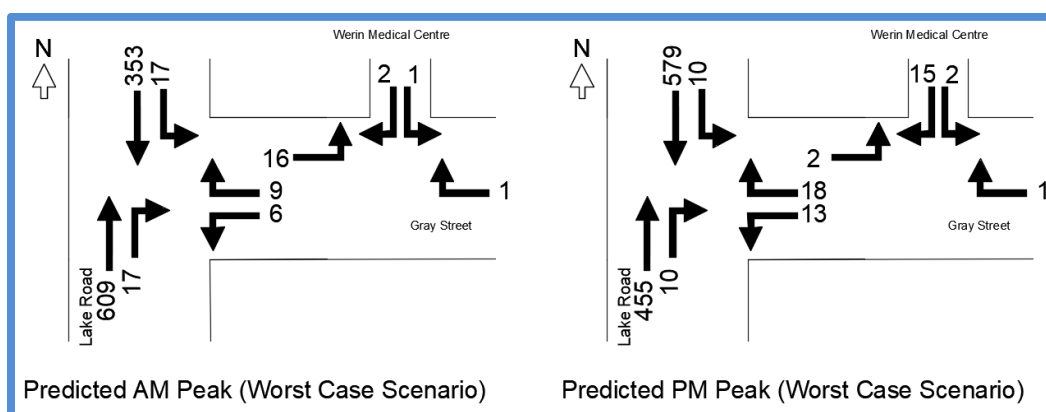 Werin Medical Centre
N
353
17
2 1
16
9
6
1
Gray Street
Lake Road
609
17
Predicted AM Peak (Worst Case Scenario)
Werin Medical Centre
N
579
10
15 2
2
18
13
1
Gray Street
Lake Road
455
10
Predicted PM Peak (Worst Case Scenario)